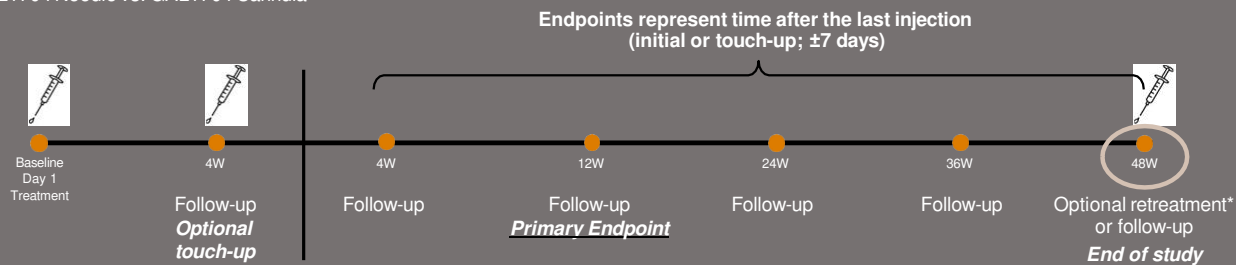 Endpoints represent time after the last injection
(initial or touch-up; ±7 days)
Baseline
Day 1
Treatment
4W
4W
12W
24W
36W
48W
Follow-up
Optional
touch-up
Follow-up
Follow-up
Primary Endpoint
Follow-up
Follow-up
Optional retreatment*
or follow-up
End of study